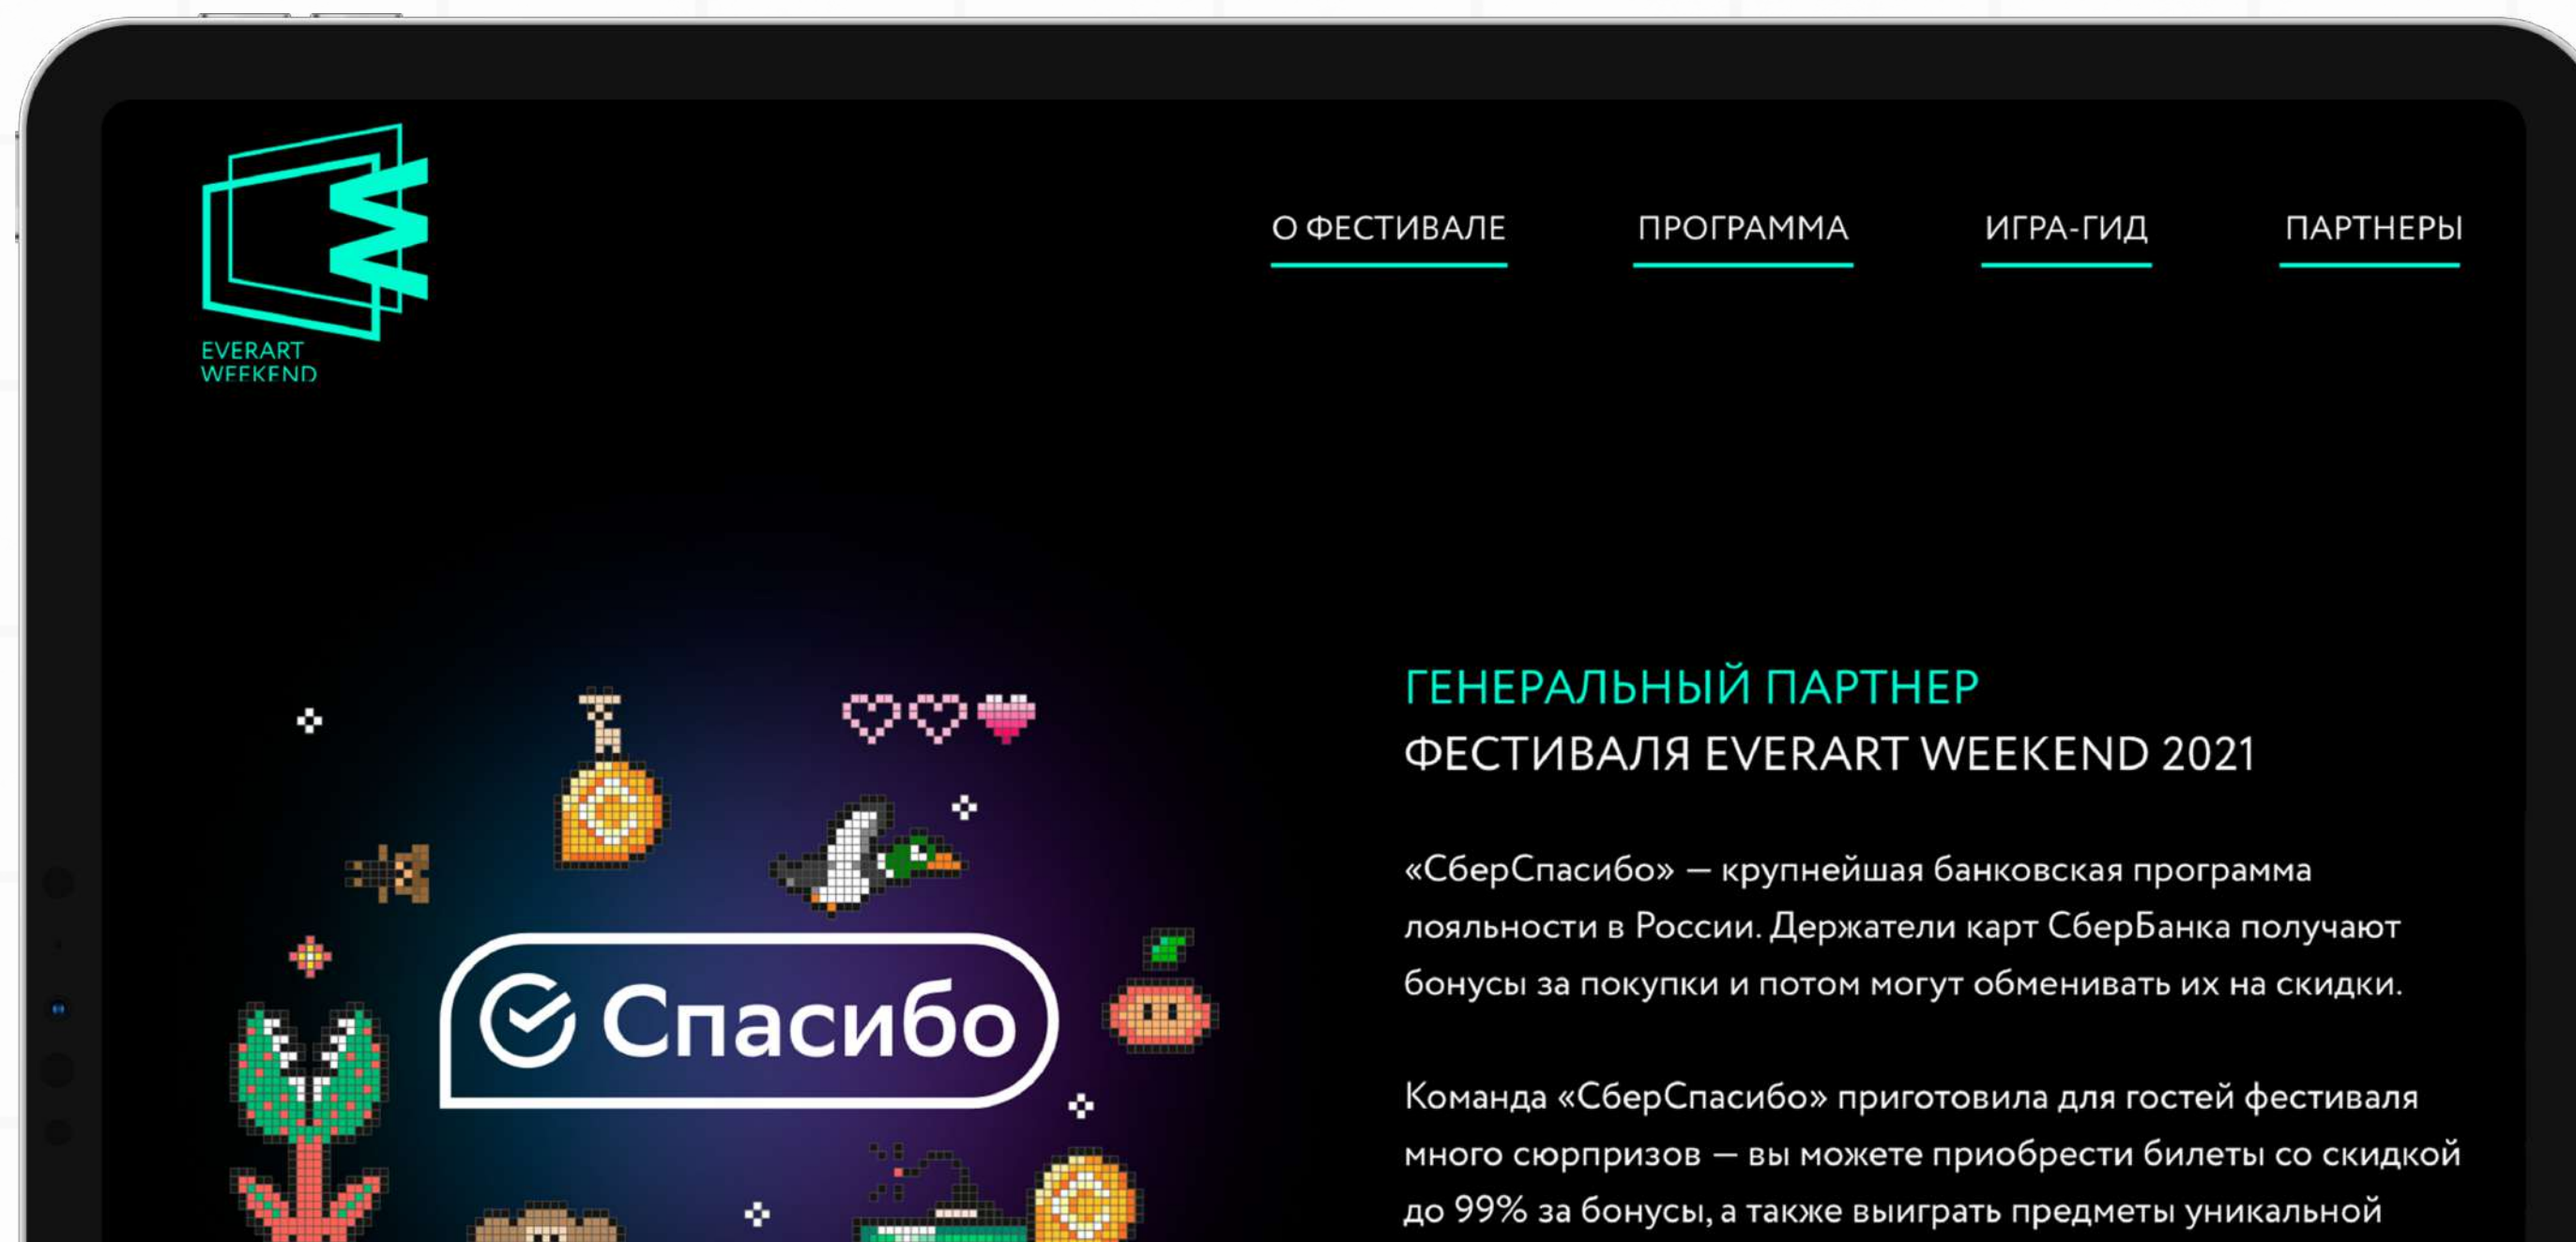 EVERART
WEEKEND
О ФЕСТИВАЛЕ
ПРОГРАММА
ИГРА-ГИД
ПАРТНЕРЫ
Спасибо
ГЕНЕРАЛЬНЫЙ ПАРТНЕР
ФЕСТИВАЛЯ EVERART WEEKEND 2021
«СберСпасибо» — крупнейшая банковская программа
лояльности в России. Держатели карт СберБанка получают
бонусы за покупки и потом могут обменивать их на скидки.
Команда «СберСпасибо» приготовила для гостей фестиваля
много сюрпризов — вы можете приобрести билеты со скидкой
до 99% за бонусы, а также выиграть предметы уникальной